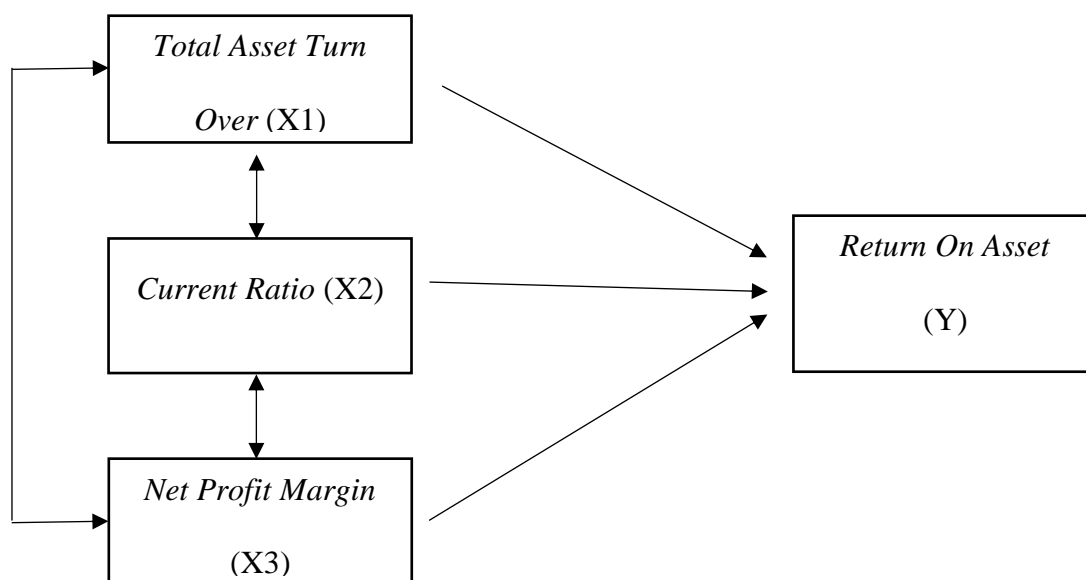 Total Asset Turn
Over (X1)
Current Ratio (X2)
Return On Asset
(Y)
Net Profit Margin
(X3)